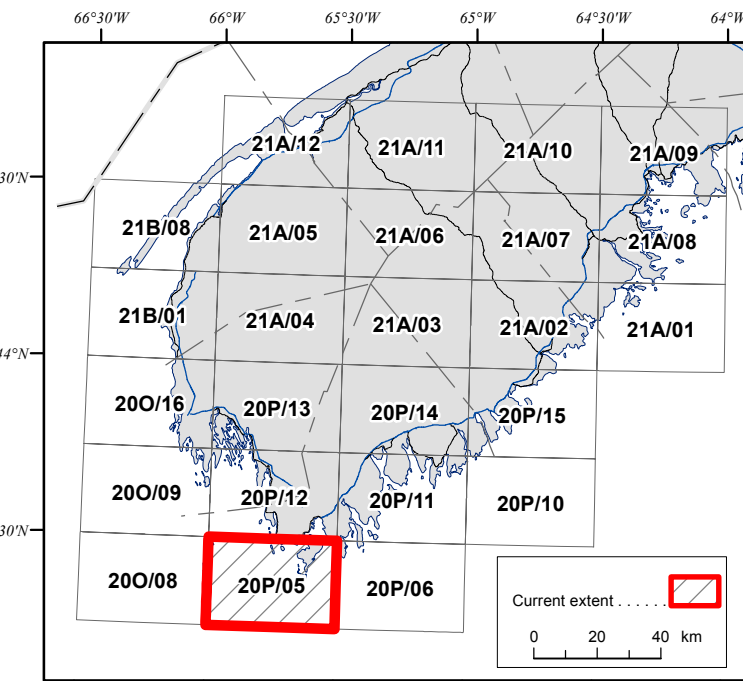 66°30'W 66°W 65°30'W 65°W 64°30'W 64°W
21A/12 21A/11 21A/10 21A/09
30'N
21B/08 21A/05 21A/06 21A/07 21A/08
21B/01 21A/04 21A/03 21A/02 21A/01
4°N
20O/16 20P/13 20P/14 20P/15
20O/09 20P/12 20P/11 20P/10
30'N
20O/08 20P/05 20P/06
Current extent . . . . . .
0 20 40 km